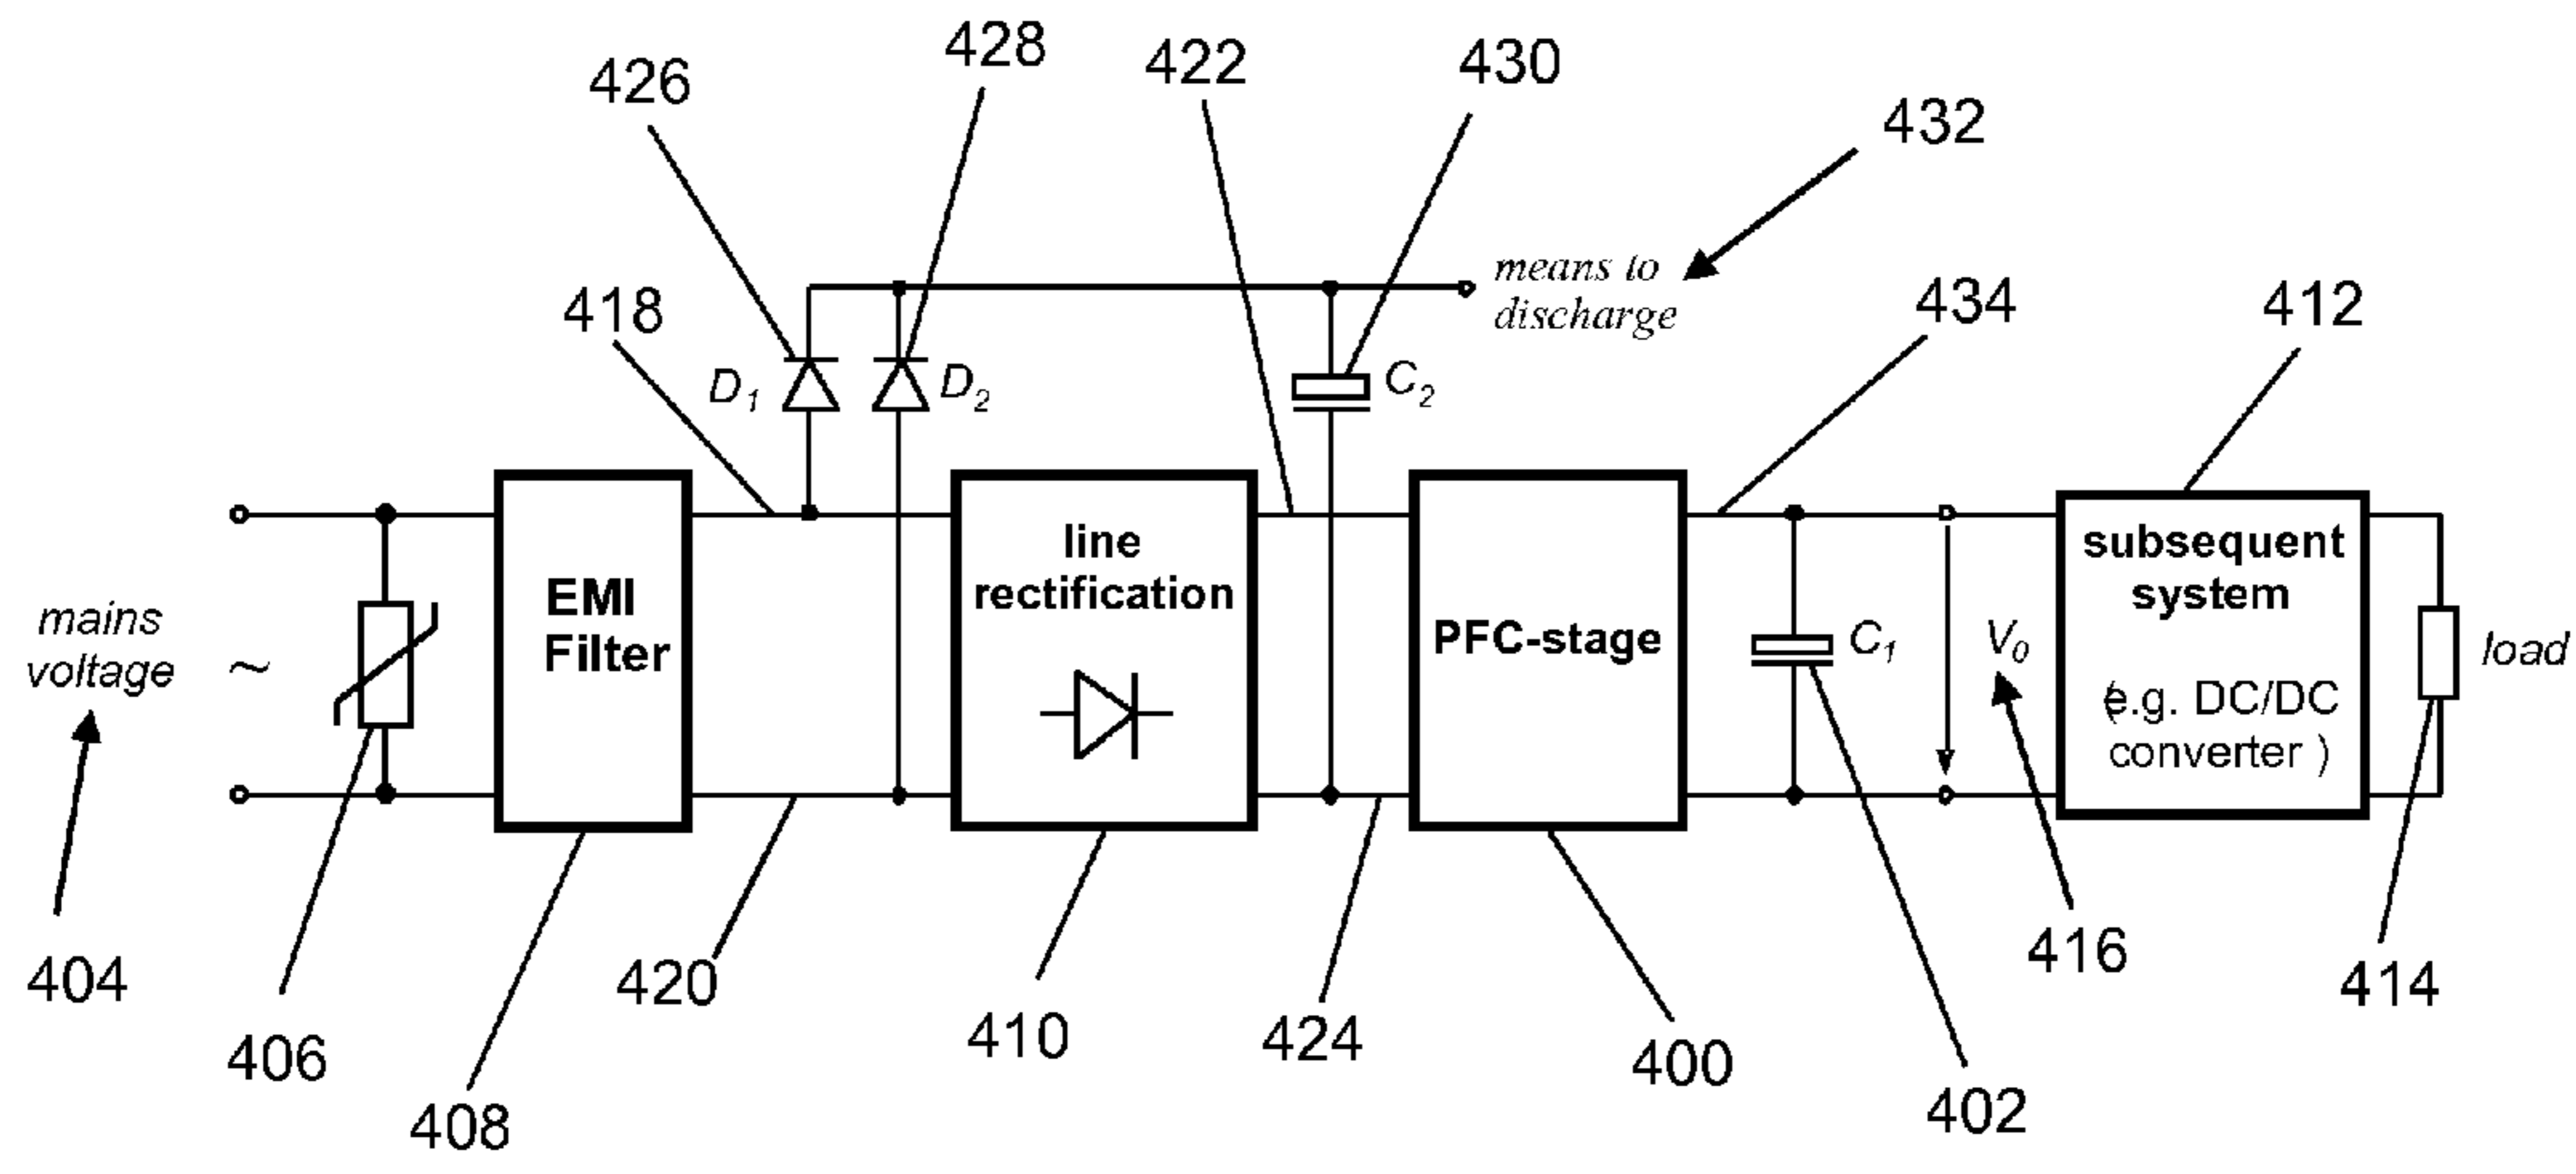 428
422
430
426
432
means to
discharge
418
434
412
D1
D2
C2
mains
voltage
~
EMI
Filter
line
rectification
PFC-stage
C1
V0
subsequent
system
(e.g. DC/DC
converter )
load
404
406
408
420
410
424
400
402
416
414